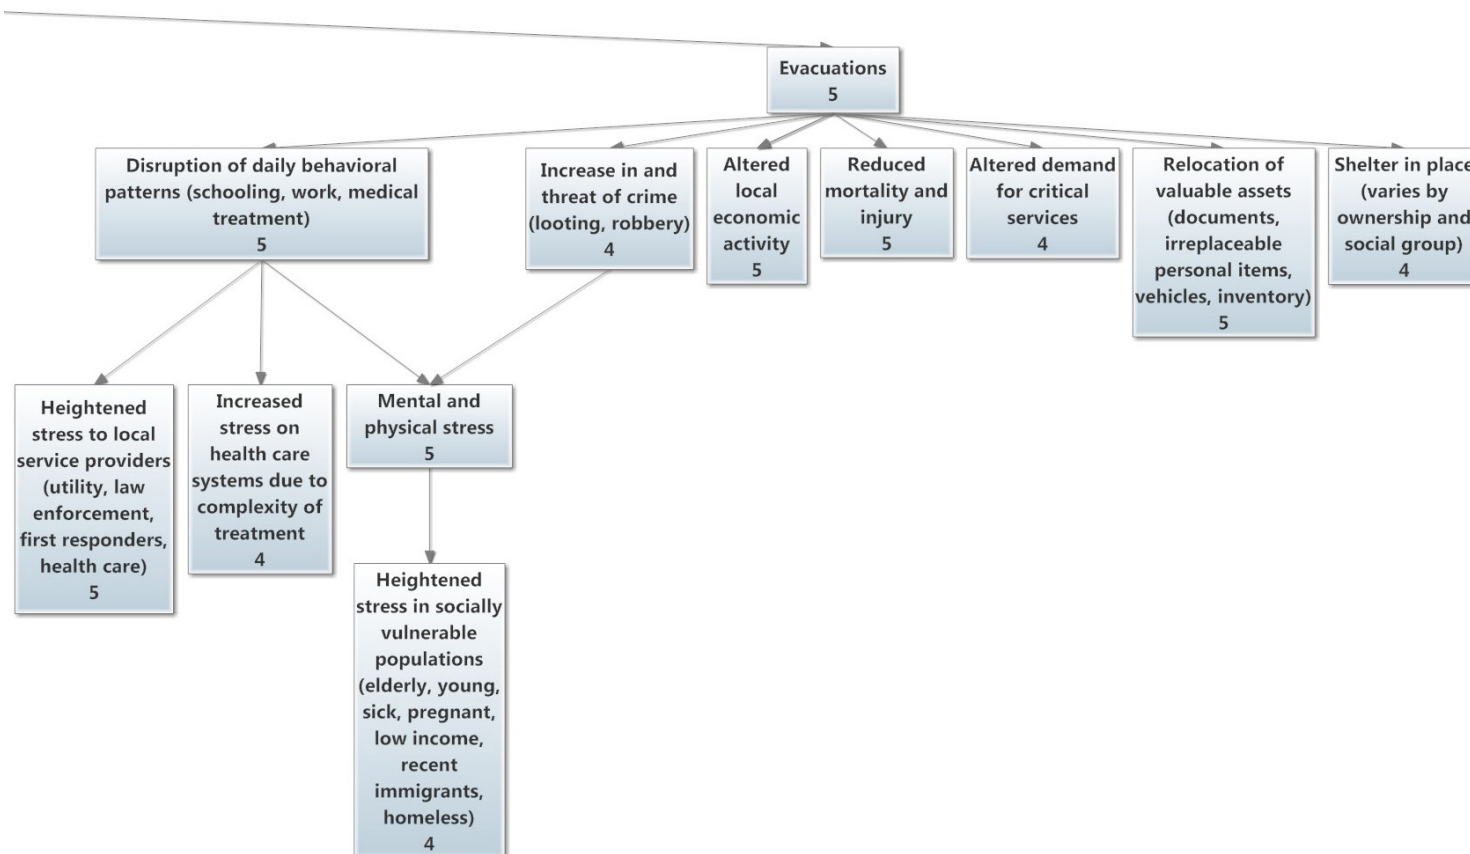 Evacuations
5
Disruption of daily behavioral
patterns (schooling, work, medical
treatment)
5
Increase in and
threat of crime
(looting, robbery)
4
Altered
local
economic
activity
5
Reduced
mortality and
injury
5
Altered demand
for critical
services
4
Relocation of
valuable assets
(documents,
irreplaceable
personal items,
vehicles, inventory)
5
Shelter in place
(varies by
ownership and
social group)
4
Heightened
stress to local
service providers
(utility, law
enforcement,
first responders,
health care)
5
Increased
stress on
health care
systems due to
complexity of
treatment
4
Mental and
physical stress
5
Heightened
stress in socially
vulnerable
populations
(elderly, young,
sick, pregnant,
low income,
recent
immigrants,
homeless)
4